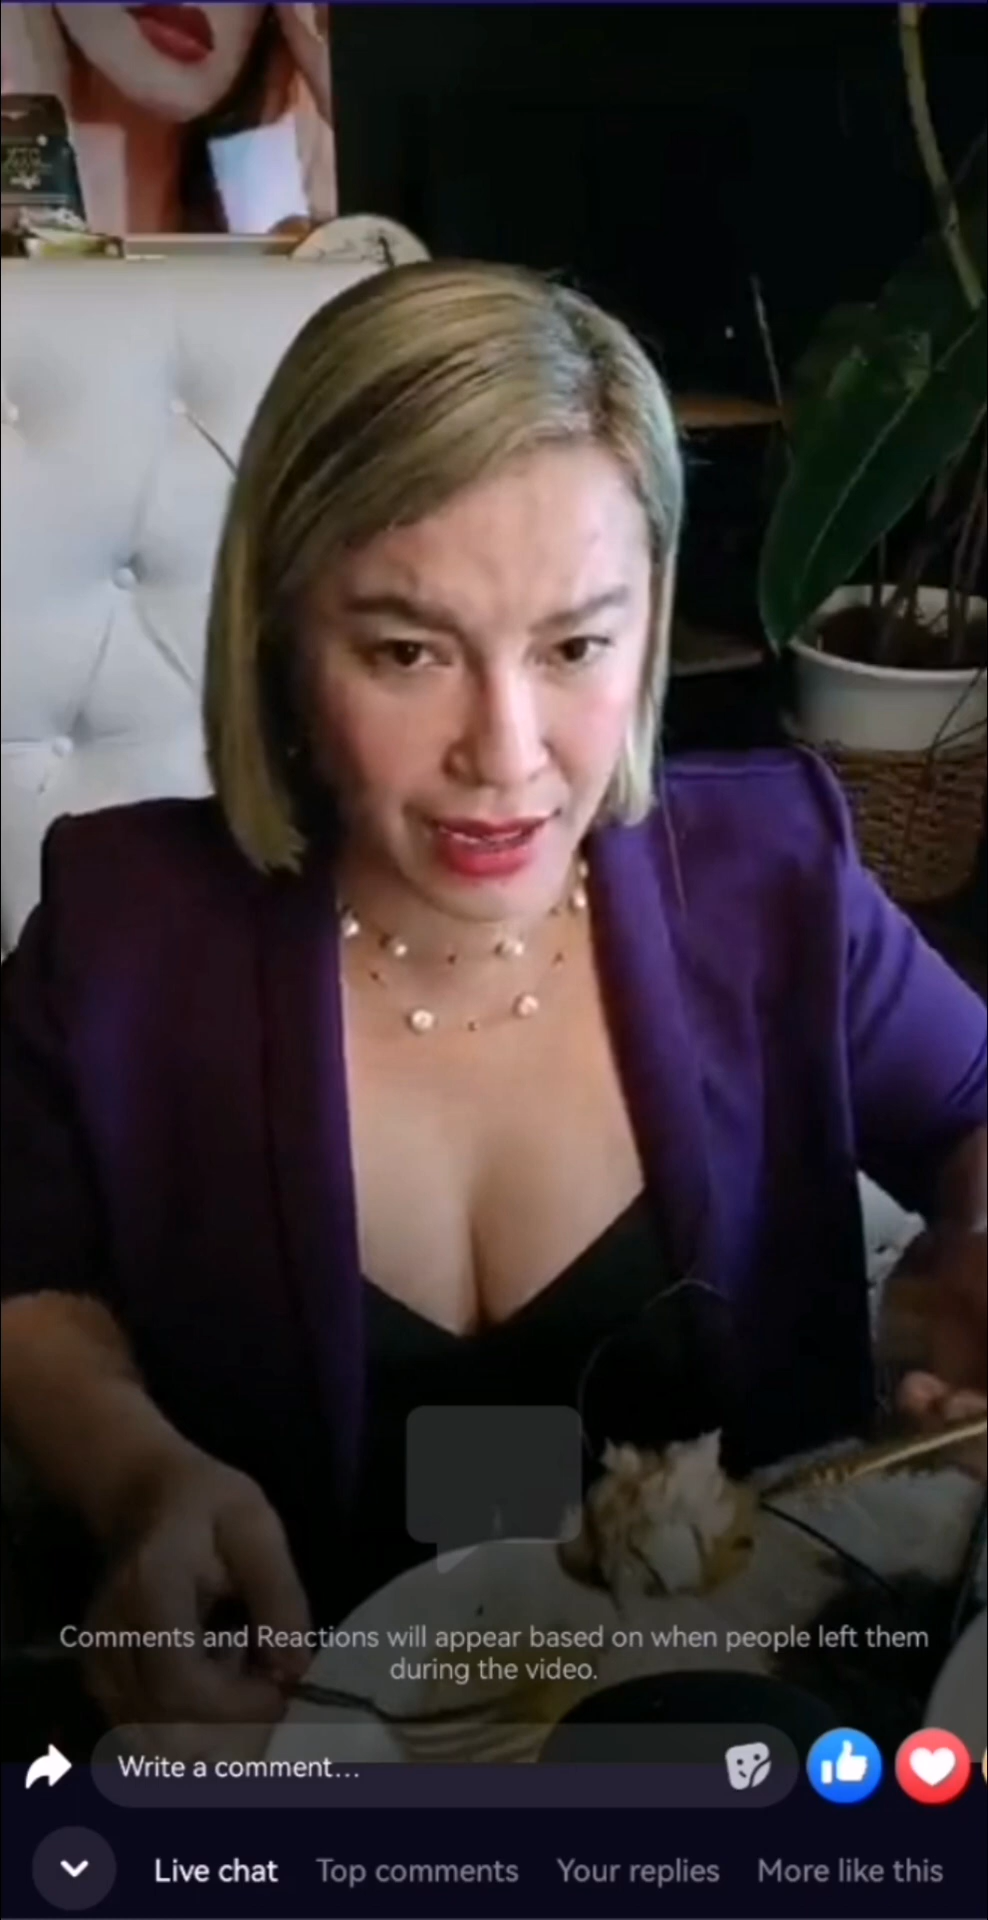 Comments and Reactions will appear based on when people left them
during the video.
Write a comment...
Live chat
Top comments
Your replies
More like this